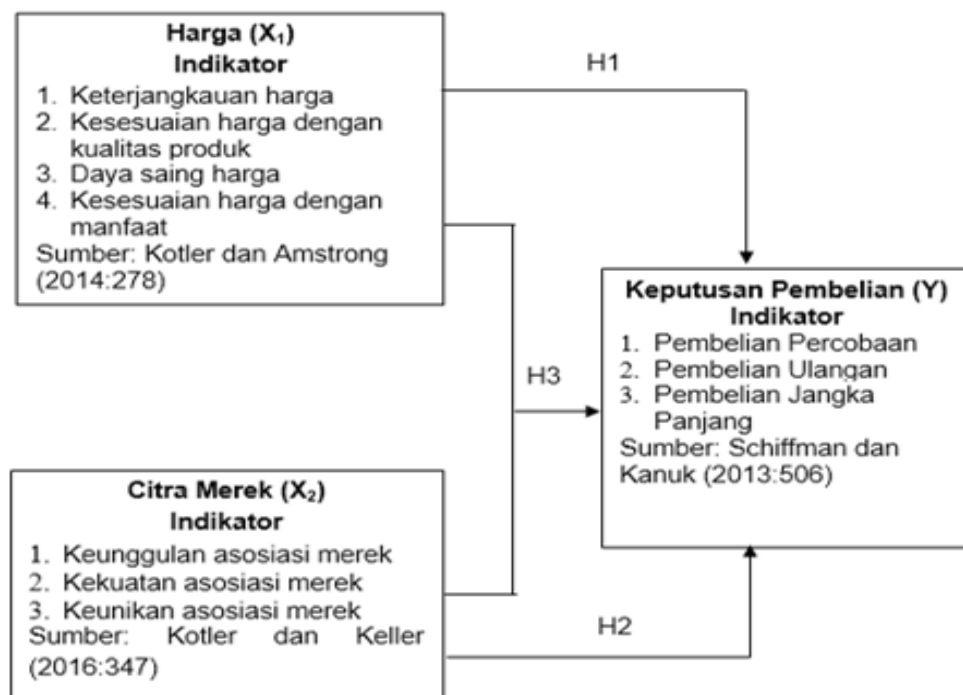 Harga (X₁)
Indikator
1. Keterjangkauan harga
2. Kesesuaian harga dengan
kualitas produk
3. Daya saing harga
4. Kesesuaian harga dengan
manfaat
Sumber: Kotler dan Amstrong
(2014:278)
H1
H3
Keputusan Pembelian (Y)
Indikator
1. Pembelian Percobaan
2. Pembelian Ulangan
3. Pembelian Jangka
Panjang
Sumber: Schiffman dan
Kanuk (2013:506)
Citra Merek (X₂)
Indikator
1. Keunggulan asosiasi merek
2. Kekuatan asosiasi merek
3. Keunikan asosiasi merek
Sumber: Kotler dan Keller
(2016:347)
H2